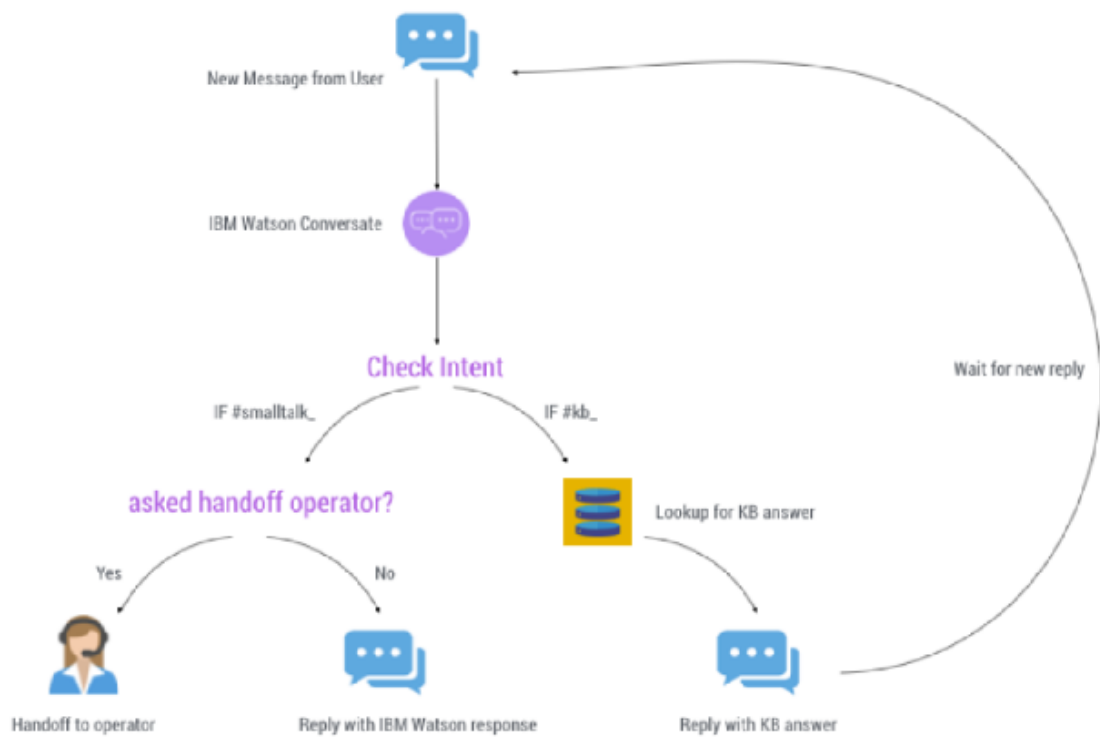 New Message from User
IBM Watson Conversate
Check Intent
Wait for new reply
IF #smalltalk_
IF #kb_
asked handoff operator?
Lookup for KB answer
Yes
No
Handoff to operator
Reply with IBM Watson response
Reply with KB answer